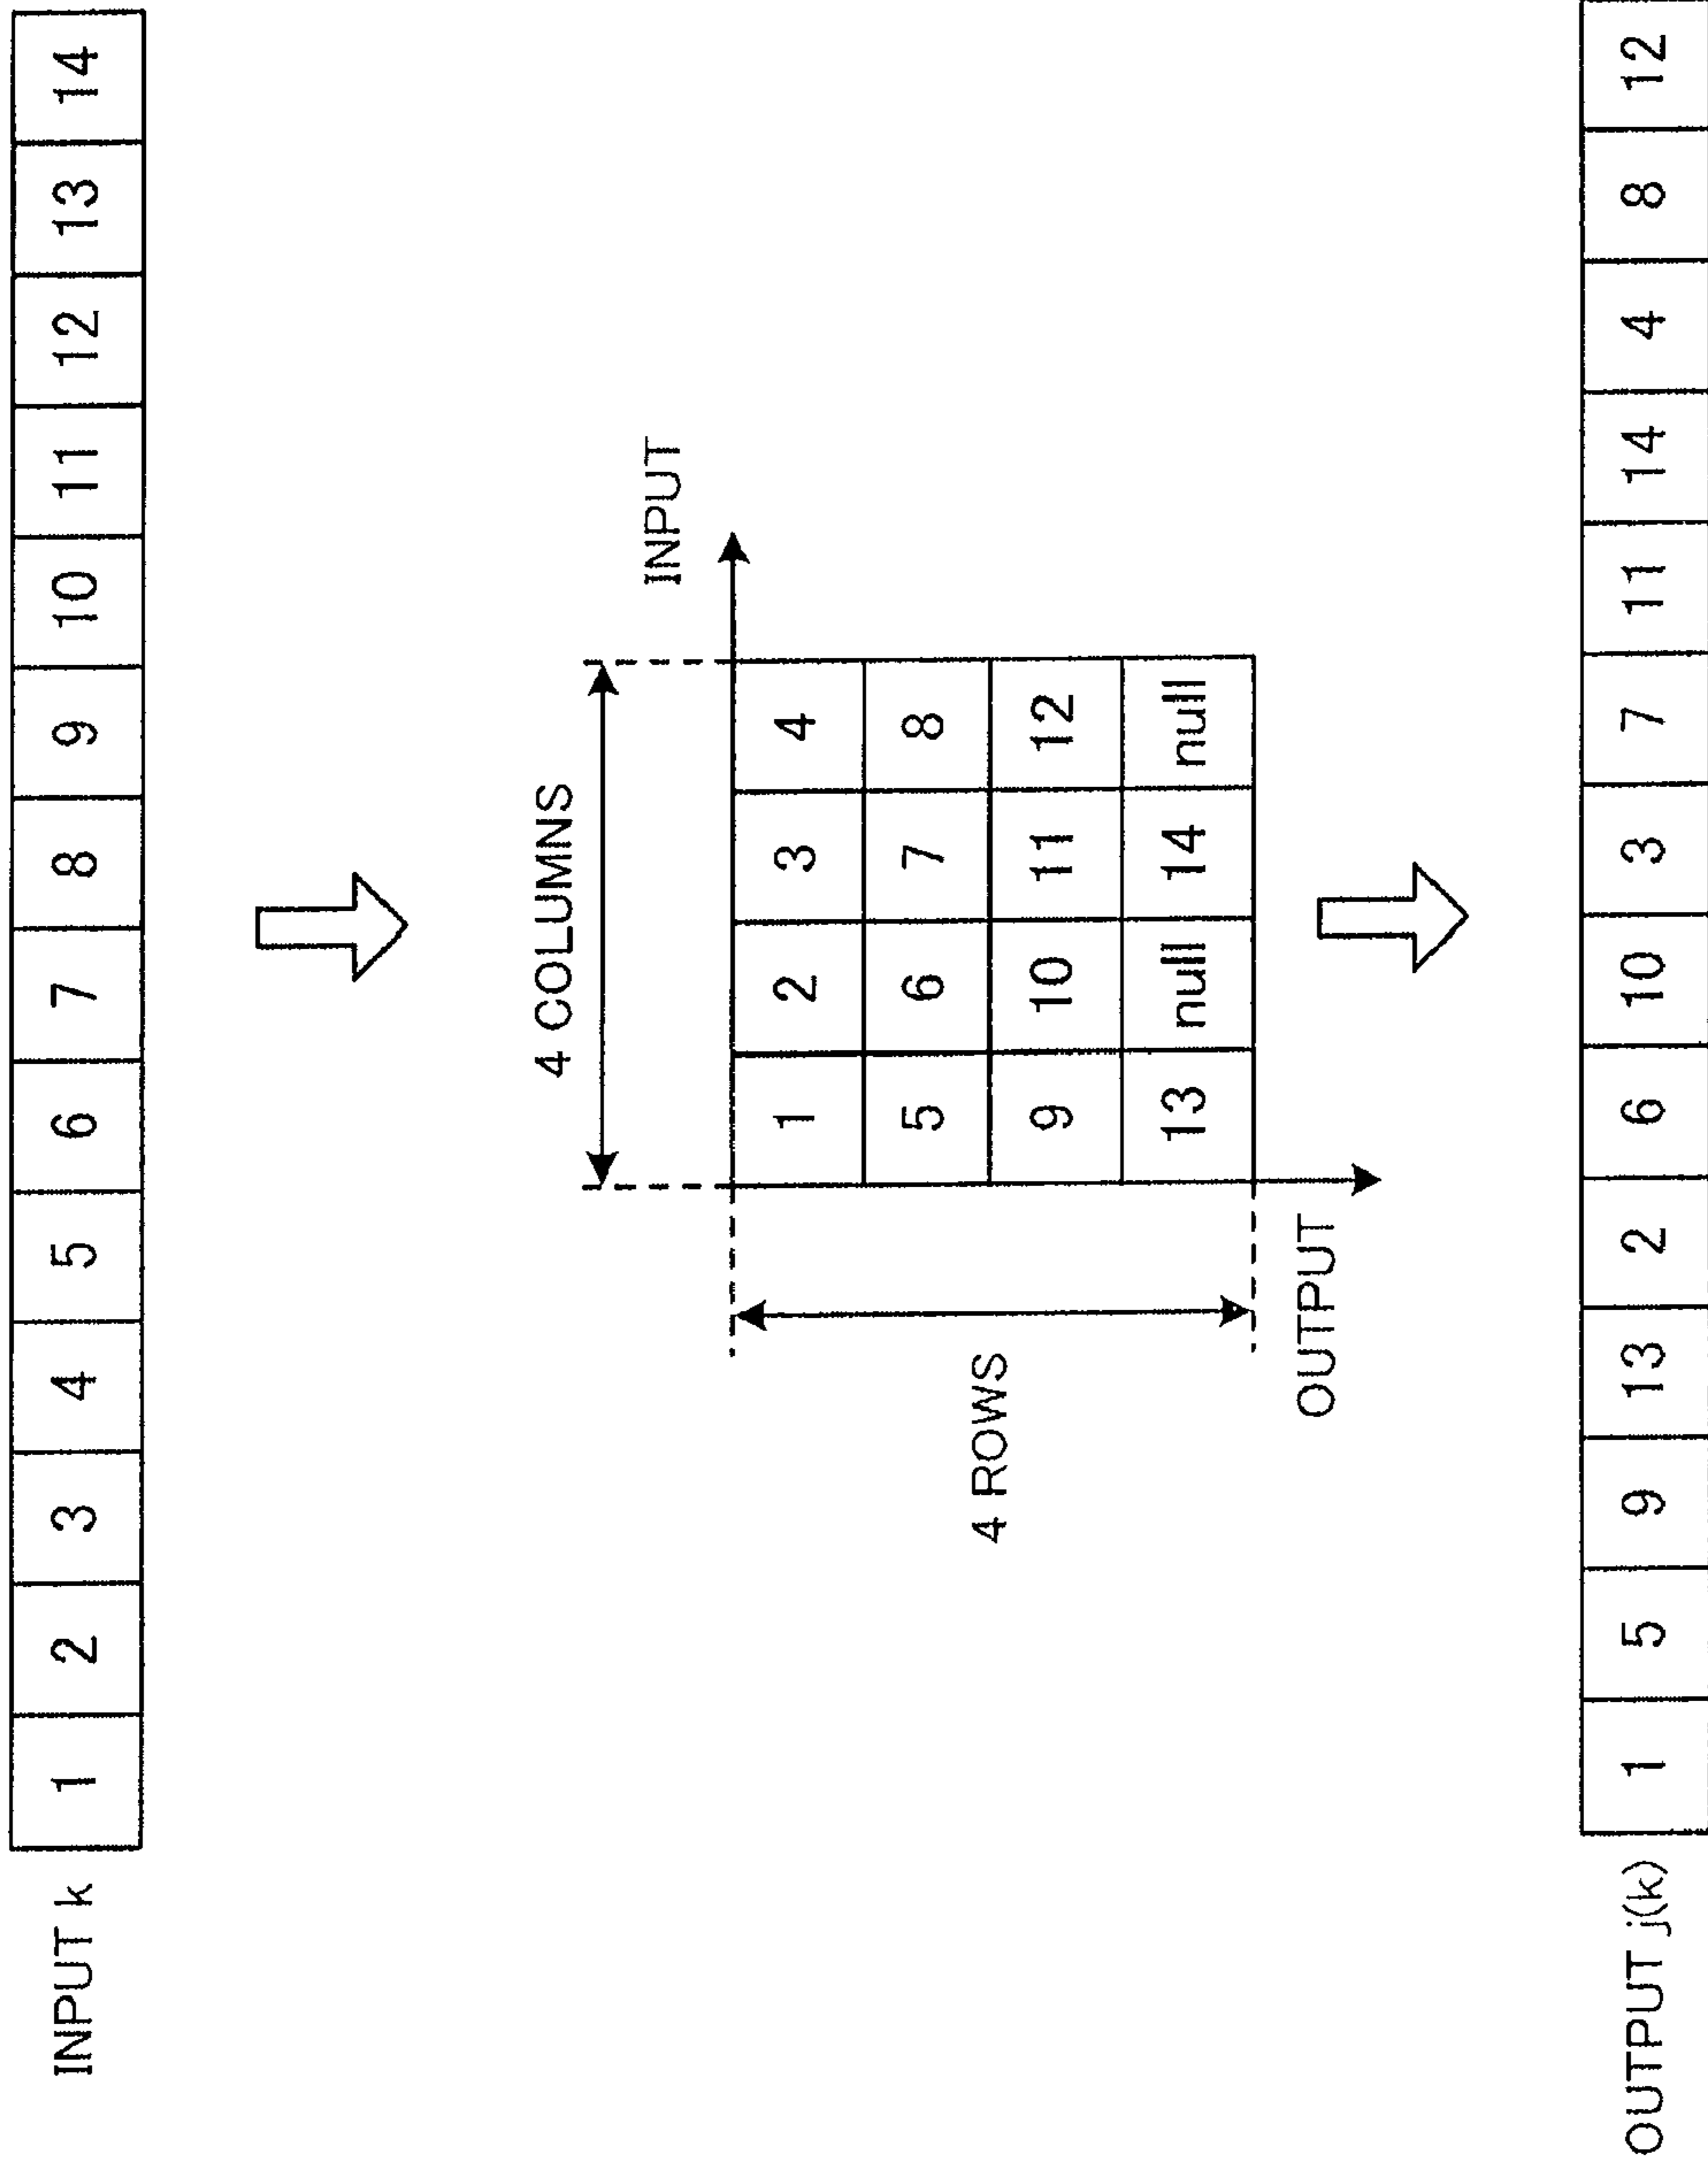 INPUT k 1 2 3 4 5 6 7 8 9 10 11 12 13 14
4 COLUMNS
INPUT
4 ROWS
1 2 3 4
5 6 7 8
9 10 11 12
13 null 14 null
OUTPUT
OUTPUT j(k) 1 5 9 13 2 6 10 3 7 11 14 4 8 12